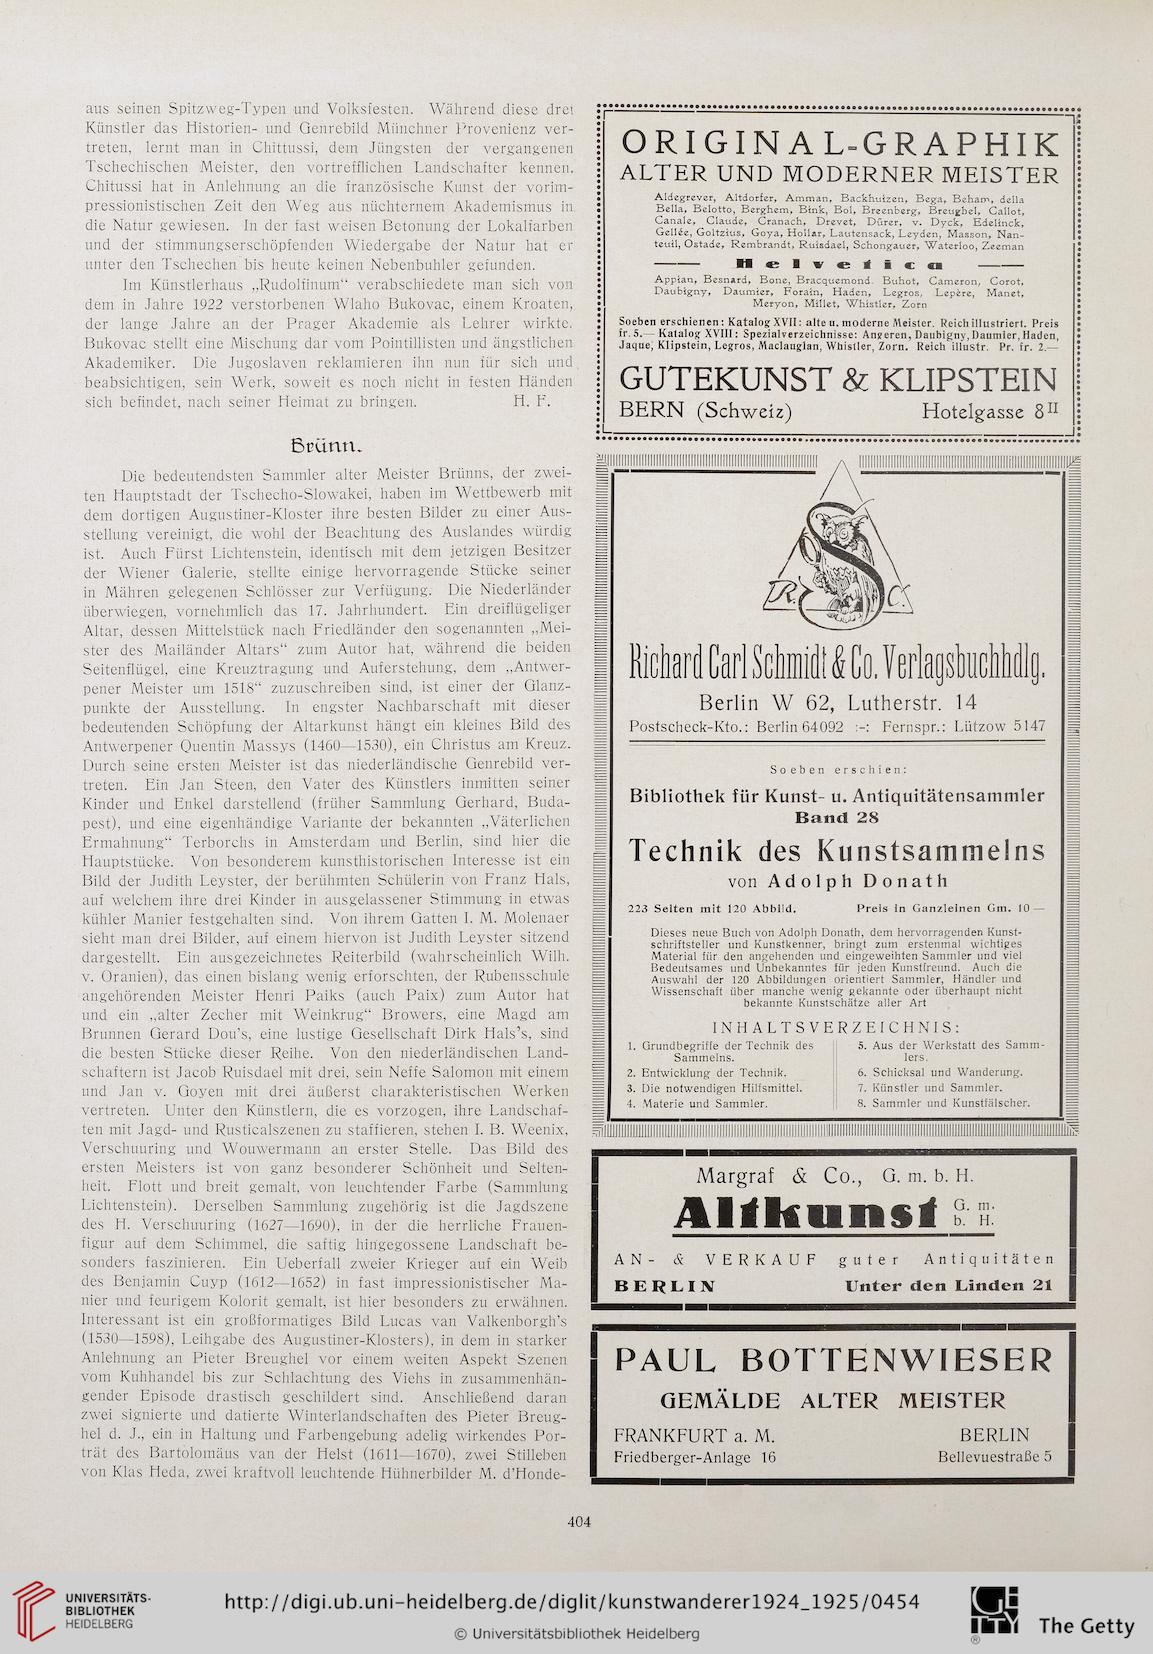 aus seinen Spitzweg-Typen und Volksfesten. Während diese drei
Künstler das Historien- und Genrebild Münchner Provenienz ver-
treten, lernt man in Chittussi, dem Jüngsten der vergangenen
Tschechischen Meister, den vortrefflichen Landschafter kennen.
Chitussi hat in Anlehnung an die französische Kunst der vorim-
pressionistischen Zeit den Weg aus nüchternem Akademismus in
die Natur gewiesen. In der fast weisen Betonung der Lokalfarben
und der stimmungserschöpfenden Wiedergabe der Natur hat er
unter den Tschechen bis heute keinen Nebenbuhler gefunden.
Im Künstlerhaus „Rudolfinum“ verabschiedete man sich von
dem in Jahre 1922 verstorbenen Wlaho Bukovac, einem Kroaten,
der lange Jahre an der Prager Akademie als Lehrer wirkte.
Bukovac stellt eine Mischung dar vom Pointillisten und ängstlichen
Akademiker. Die Jugoslaven reklamieren ihn nun für sich und
beabsichtigen, sein Werk, soweit es noch nicht in festen Händen
sich befindet, nach seiner Heimat zu bringen. H. F.
Brünn.
Die bedeutendsten Sammler alter Meister Brünns, der zwei-
ten Hauptstadt der Tschecho-Slowakei, haben im Wettbewerb mit
dem dortigen Augustiner-Kloster ihre besten Bilder zu einer Aus-
stellung vereinigt, die wohl der Beachtung des Auslandes würdig
ist. Auch Fürst Lichtenstein, identisch mit dem jetzigen Besitzer
der Wiener Galerie, stellte einige hervorragende Stücke seiner
in Mähren gelegenen Schlösser zur Verfügung. Die Niederländer
überwiegen, vornehmlich das 17. Jahrhundert. Ein dreiflügeliger
Altar, dessen Mittelstück nach Friedländer den sogenannten „Mei-
ster des Mailänder Altars“ zum Autor hat, während die beiden
Seitenflügel, eine Kreuztragung und Auferstehung, dem „Antwer-
pener Meister um 1518“ zuzuschreiben sind, ist einer der Glanz-
punkte der Ausstellung. In engster Nachbarschaft mit dieser
bedeutenden Schöpfung der Altarkunst hängt ein kleines Bild des
Antwerpener Quentin Massys (1460—1530), ein Christus am Kreuz.
Durch seine ersten Meister ist das niederländische Genrebild ver-
treten. Ein Jan Steen, den Vater des Künstlers inmitten seiner
Kinder und Enkel darstellend (früher Sammlung Gerhard, Buda-
pest), und eine eigenhändige Variante der bekannten „Väterlichen
Ermahnung“ Terborchs in Amsterdam und Berlin, sind hier die
Hauptstücke. Von besonderem kunsthistorischen Interesse ist ein
Bild der Judith Leyster, der berühmten Schülerin von Franz Hals,
auf welchem ihre drei Kinder in ausgelassener Stimmung in etwas
kühler Manier festgehalten sind. Von ihrem Gatten I. M. Molenaer
sieht man drei Bilder, auf einem hiervon ist Judith Leyster sitzend
dargestellt. Ein ausgezeichnetes Reiterbild (wahrscheinlich Wilh.
v. Oranien), das einen bislang wenig erforschten, der Rubensschule
angehörenden Meister Henri Paiks (auch Paix) zum Autor hat
und ein „alter Zecher mit Weinkrug“ Browers, eine Magd am
Brunnen Gerard Dou's, eine lustige Gesellschaft Dirk Hals's, sind
die besten Stücke dieser Reihe. Von den niederländischen Land-
schaftern ist Jacob Ruisdael mit drei, sein Neffe Salomon mit einem
und Jan v. Goyen mit drei äußerst charakteristischen Werken
vertreten. Unter den Künstlern, die es vorzogen, ihre Landschaf-
ten mit Jagd- und Rusticalszenen zu staffieren, stehen I. B. Weenix,
Verschuuring und Wouwermann an erster Stelle. Das Bild des
ersten Meisters ist von ganz besonderer Schönheit und Selten-
heit. Flott und breit gemalt, von leuchtender Farbe (Sammlung
Lichtenstein). Derselben Sammlung zugehörig ist die Jagdszene
des H. Verschuuring (1627—1690), in der die herrliche Frauen-
figur auf dem Schimmel, die saftig hingegossene Landschaft be-
sonders faszinieren. Ein Ueberfall zweier Krieger auf ein Weib
des Benjamin Cuyp (1612—1652) in fast impressionistischer Ma-
nier und feurigem Kolorit gemalt, ist hier besonders zu erwähnen.
Interessant ist ein großformatiges Bild Lucas van Valkenborgh's
(1530—1598), Leihgabe des Augustiner-Klosters), in dem in starker
Anlehnung an Pieter Breughel vor einem weiten Aspekt Szenen
vom Kuhhandel bis zur Schlachtung des Viehs in zusammenhän-
gender Episode drastisch geschildert sind. Anschließend daran
zwei signierte und datierte Winterlandschaften des Pieter Breug-
hel d. J., ein in Haltung und Farbengebung adelig wirkendes Por-
trät des Bartolomäus van der Helst (1611—1670), zwei Stilleben
von Klas Heda, zwei kraftvoll leuchtende Hühnerbilder M. d'Honde-
ORIGINAL-GRAPHIK
ALTER UND MODERNER MEISTER
Aldegrever, Altdorfer, Amman, Backhuizen, Bega, Beham, della
Bella, Belotto, Berghem, Bink, Bol, Breenberg, Breughel, Callot,
Canale, Claude, Cranach, Drevet, Dürer, v. Dyck, Edelinck,
Gellée, Goltzius, Goya, Hollar, Lautensack, Leyden, Masson, Nan-
teuil, Ostade, Rembrandt, Ruisdael, Schongauer, Waterloo, Zeeman
Helvetica
Appian, Besnard, Bone, Bracquemond, Buhot, Cameron, Corot,
Daubigny, Daumier, Forain, Haden, Legros, Lepère, Manet,
Meryon, Millet, Whistler, Zorn
Soeben erschienen: Katalog XVII: alte u. moderne Meister. Reich illustriert. Preis
fr. 5.— Katalog XVIII: Spezialverzeichnisse: Angeren, Daubigny, Daumier, Haden,
Jaque, Klipstein, Legros, Maclauglan, Whistler, Zorn. Reich illustr. Pr. fr. 2.—
GUTEKUNST & KLIPSTEIN
BERN (Schweiz) Hotelgasse 8II
R. S C.
Richard Carl Schmidt & Co. Verlagsbuchhdlg.
Berlin W 62, Lutherstr. 14
Postscheck-Kto.: Berlin 64092 :-: Fernspr.: Lützow 5147
Soeben erschien:
Bibliothek für Kunst- u. Antiquitätensammler
Band 28
Technik des Kunstsammelns
von Adolph Donath
223 Seiten mit 120 Abbild. Preis in Ganzleinen Gm. 10—
Dieses neue Buch von Adolph Donath, dem hervorragenden Kunst-
schriftsteller und Kunstkenner, bringt zum erstenmal wichtiges
Material für den angehenden und eingeweihten Sammler und viel
Bedeutsames und Unbekanntes für jeden Kunstfreund. Auch die
Auswahl der 120 Abbildungen orientiert Sammler, Händler und
Wissenschaft über manche wenig gekannte oder überhaupt nicht
bekannte Kunstschätze aller Art
INHALTSVERZEICHNIS:
1. Grundbegriffe der Technik des
Sammelns.
2. Entwicklung der Technik.
3. Die notwendigen Hilfsmittel.
4. Materie und Sammler.
5. Aus der Werkstatt des Samm-
lers.
6. Schicksal und Wanderung.
7. Künstler und Sammler.
8. Sammler und Kunstfälscher.
Margraf & Co., G. m. b. H.
Altkunst G. m.
b. H.
AN- & VERKAUF guter Antiquitäten
BERLIN Unter den Linden 21
PAUL BOTTENWIESER
GEMÄLDE ALTER MEISTER
FRANKFURT a. M. BERLIN
Friedberger-Anlage 16 Bellevuestraße 5
404
UNIVERSITÄTS-
BIBLIOTHEK
HEIDELBERG
http://digi.ub.uni-heidelberg.de/diglit/kunstwanderer1924_1925/0454
© Universitätsbibliothek Heidelberg
GETTY
®
The Getty